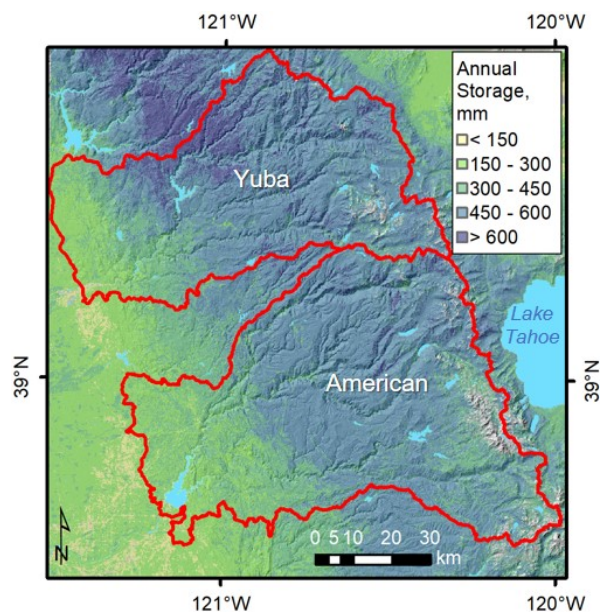 121°W
120°W
Annual
Storage,
mm
< 150
150 - 300
300 - 450
450 - 600
> 600
Yuba
Lake
Tahoe
39°N
39°N
American
0 5 10 20 30
km
N
121°W
120°W